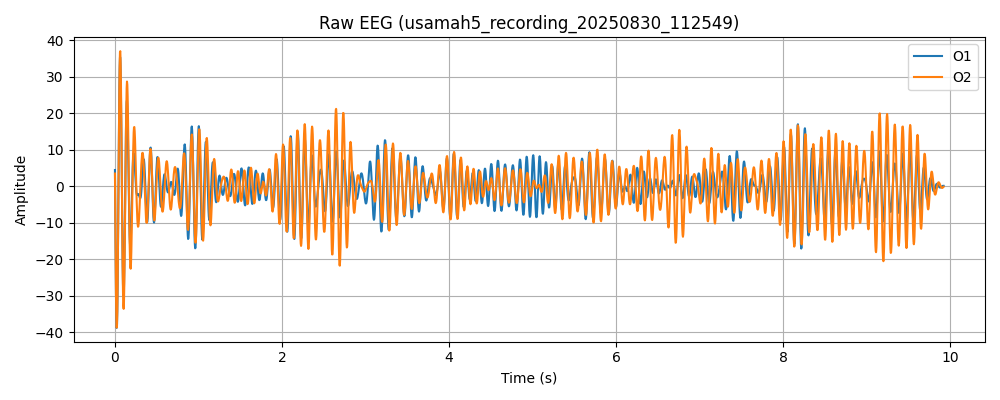 Raw EEG (usamah5_recording_20250830_112549)
40
30
20
10
0
−10
−20
−30
−40
Amplitude
O1
O2
0 2 4 6 8 10
Time (s)